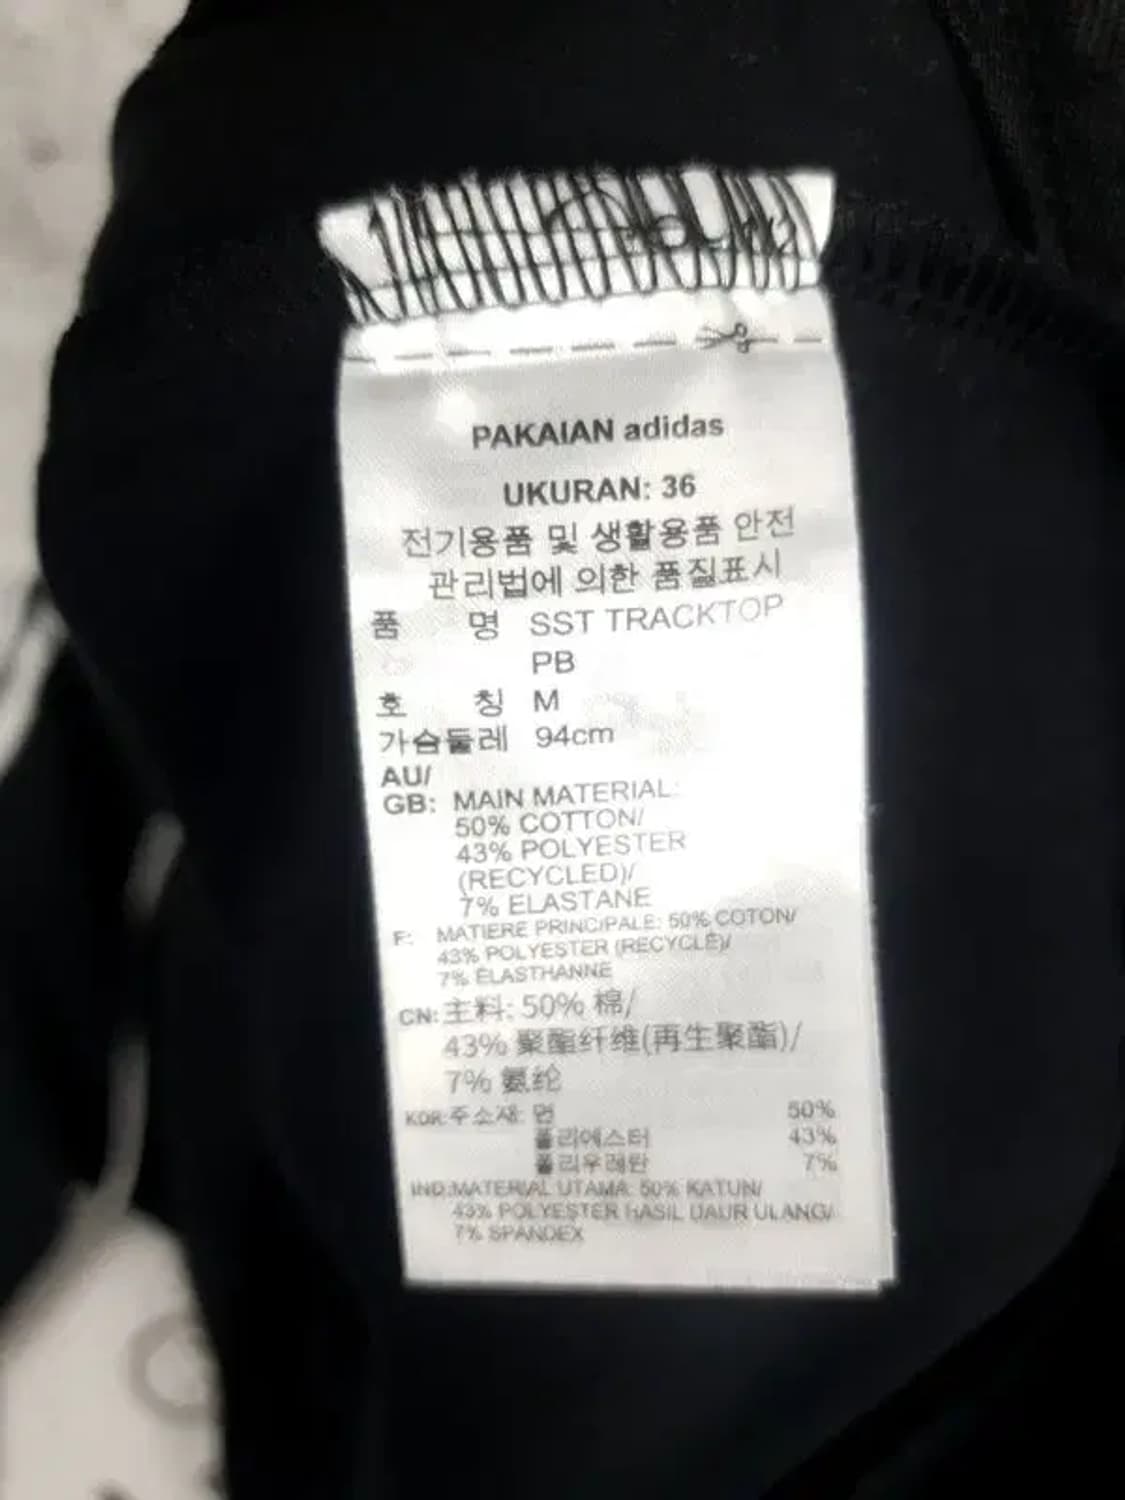 PAKAIAN adidas
UKURAN: 36
전기용품 및 생활용품 안전
관리법에 의한 품질표시
품 명 SST TRACKTOP
PB
호 칭 M
가슴둘레 94cm
AU/
GB: MAIN MATERIAL:
50% COTTON/
43% POLYESTER
(RECYCLED)/
7% ELASTANE
F: MATIERE PRINCIPALE: 50% COTON/
43% POLYESTER (RECYCLÉ)/
7% ÉLASTHANNE
CN: 主料: 50% 棉/
43% 聚酯纤维(再生聚酯)/
7% 氨纶
KOR: 주소재: 면 50%
폴리에스터 43%
폴리우레탄 7%
IND: MATERIAL UTAMA: 50% KATUN/
43% POLYESTER HASIL DAUR ULANG/
7% SPANDEX